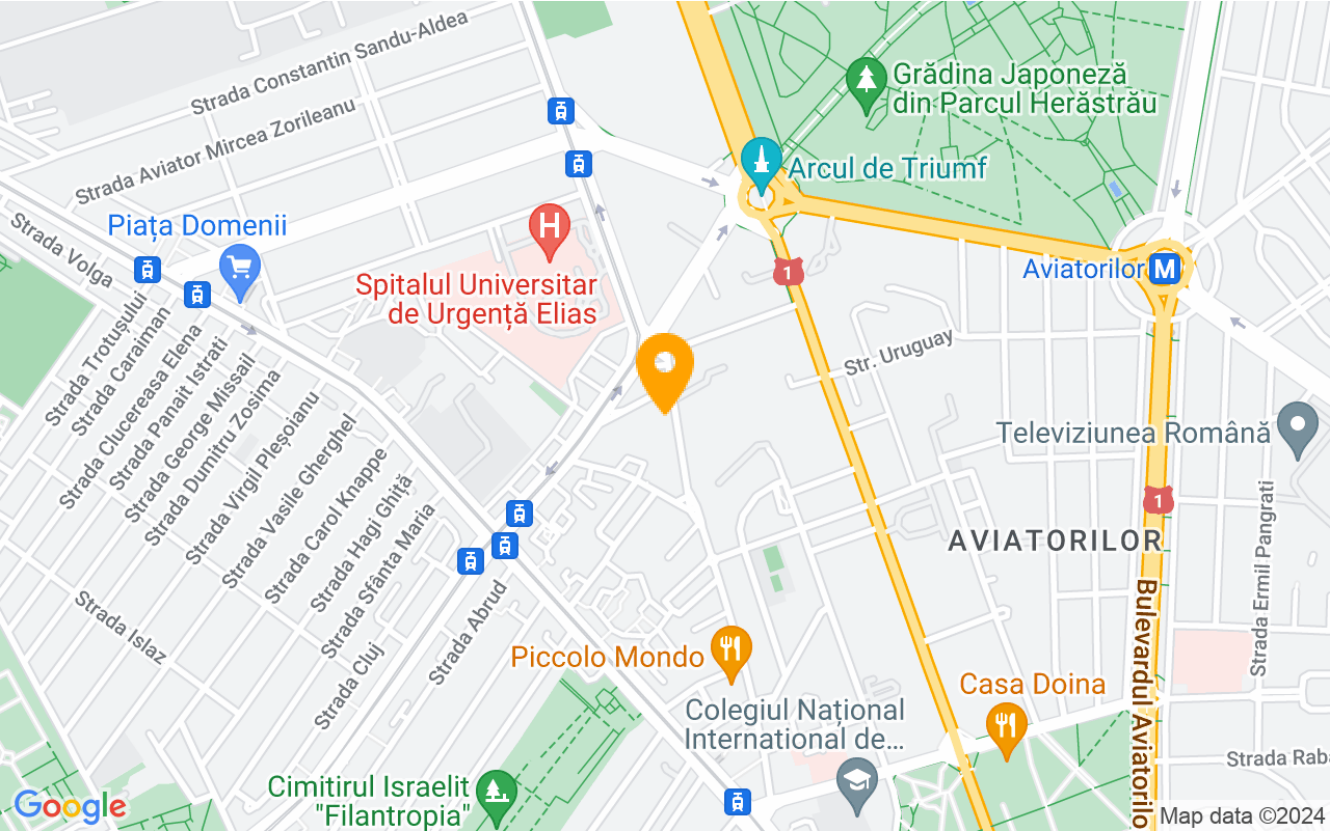 Strada Constantin Sandu-Aldea
Grădina Japoneză
din Parcul Herăstrău
Strada Aviator Mircea Zorileanu
Arcul de Triumf
Piața Domenii
H
Strada Volga
Spitalul Universitar
de Urgență Elias
Aviatorilor M
1
Strada Trotușului
Strada Caraiman
Strada Clucereasa Elena
Strada Panait Istrati
Strada George Missail
Strada Dumitru Zosima
Strada Virgil Pleșoianu
Strada Vasile Gherghel
Strada Carol Knappe
Strada Hagi Ghiță
Strada Sfânta Maria
Str. Uruguay
Televiziunea Română
1
AVIATORILOR
Strada Ermil Pangrati
Bulevardul Aviatorilo
Strada Islaz
Strada Cluj
Strada Abrud
Piccolo Mondo
Casa Doina
Colegiul Național
International de...
Strada Raba
Cimitirul Israelit
"Filantropia"
Google
Map data ©2024